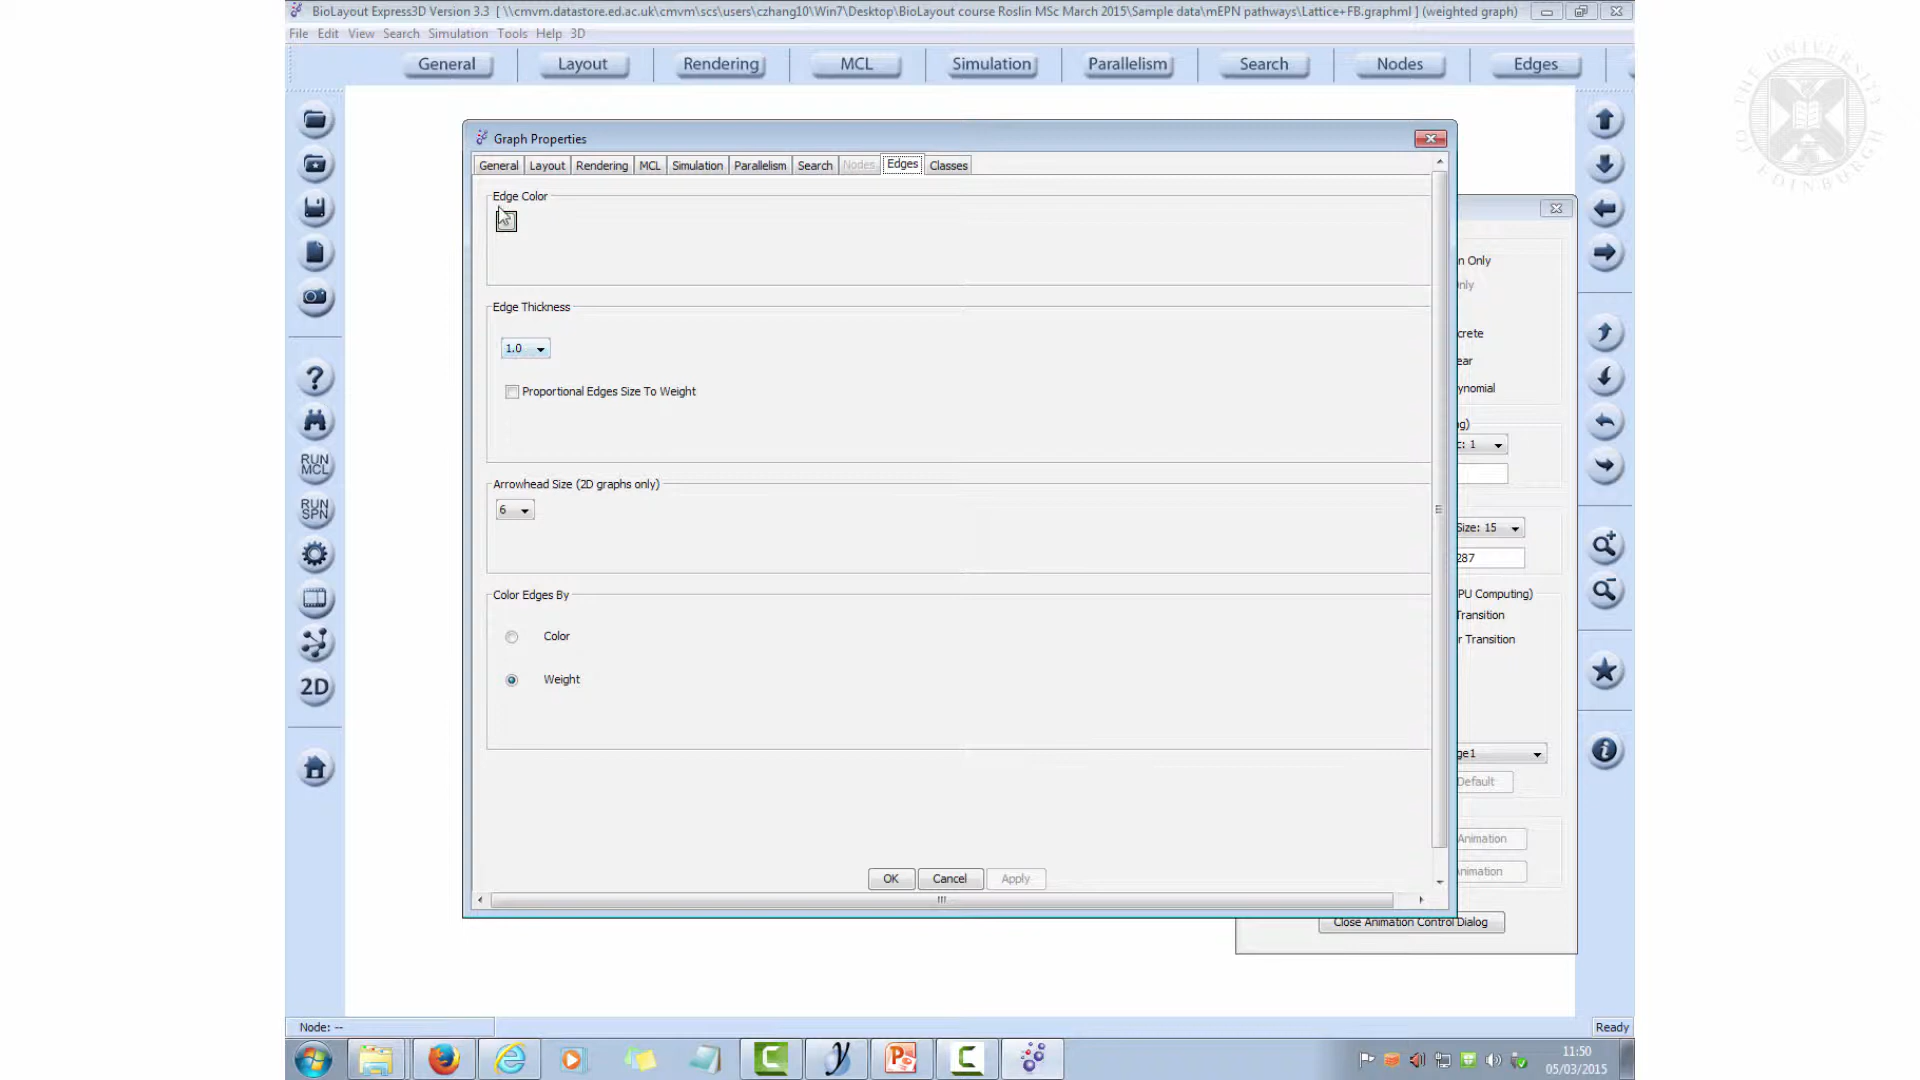 BioLayout Express3D Version 3.3 [ \\cmvm.datastore.ed.ac.uk\cmvm\scs\users\czhang10\Win7\Desktop\BioLayout course Roslin MSc March 2015\Sample data\mEPN pathways\Lattice+FB.graphml ] (weighted graph)
File Edit View Search Simulation Tools Help 3D
General Layout Rendering MCL Simulation Parallelism Search Nodes Edges
THE UNIVERSITY OF EDINBURGH
Graph Properties
General Layout Rendering MCL Simulation Parallelism Search Nodes Edges Classes
Edge Color
n Only
nly
Edge Thickness
crete
1.0
ear
Proportional Edges Size To Weight
ynomial
ng)
c: 1
RUN MCL
Arrowhead Size (2D graphs only)
6
RUN SPN
Size: 15
287
Color Edges By
PU Computing)
Transition
Color
r Transition
Weight
2D
ge1
Default
Animation
nimation
OK Cancel Apply
Close Animation Control Dialog
Node: --
Ready
11:50
05/03/2015